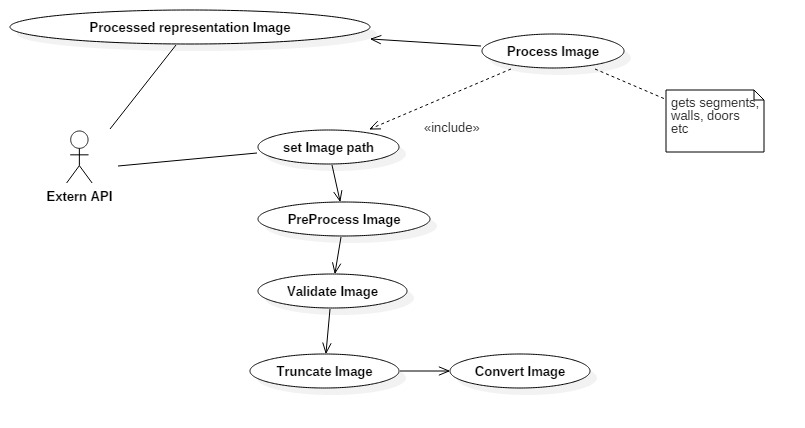 Processed representation Image
Process Image
gets segments,
walls, doors
etc
«include»
set Image path
Extern API
PreProcess Image
Validate Image
Truncate Image
Convert Image